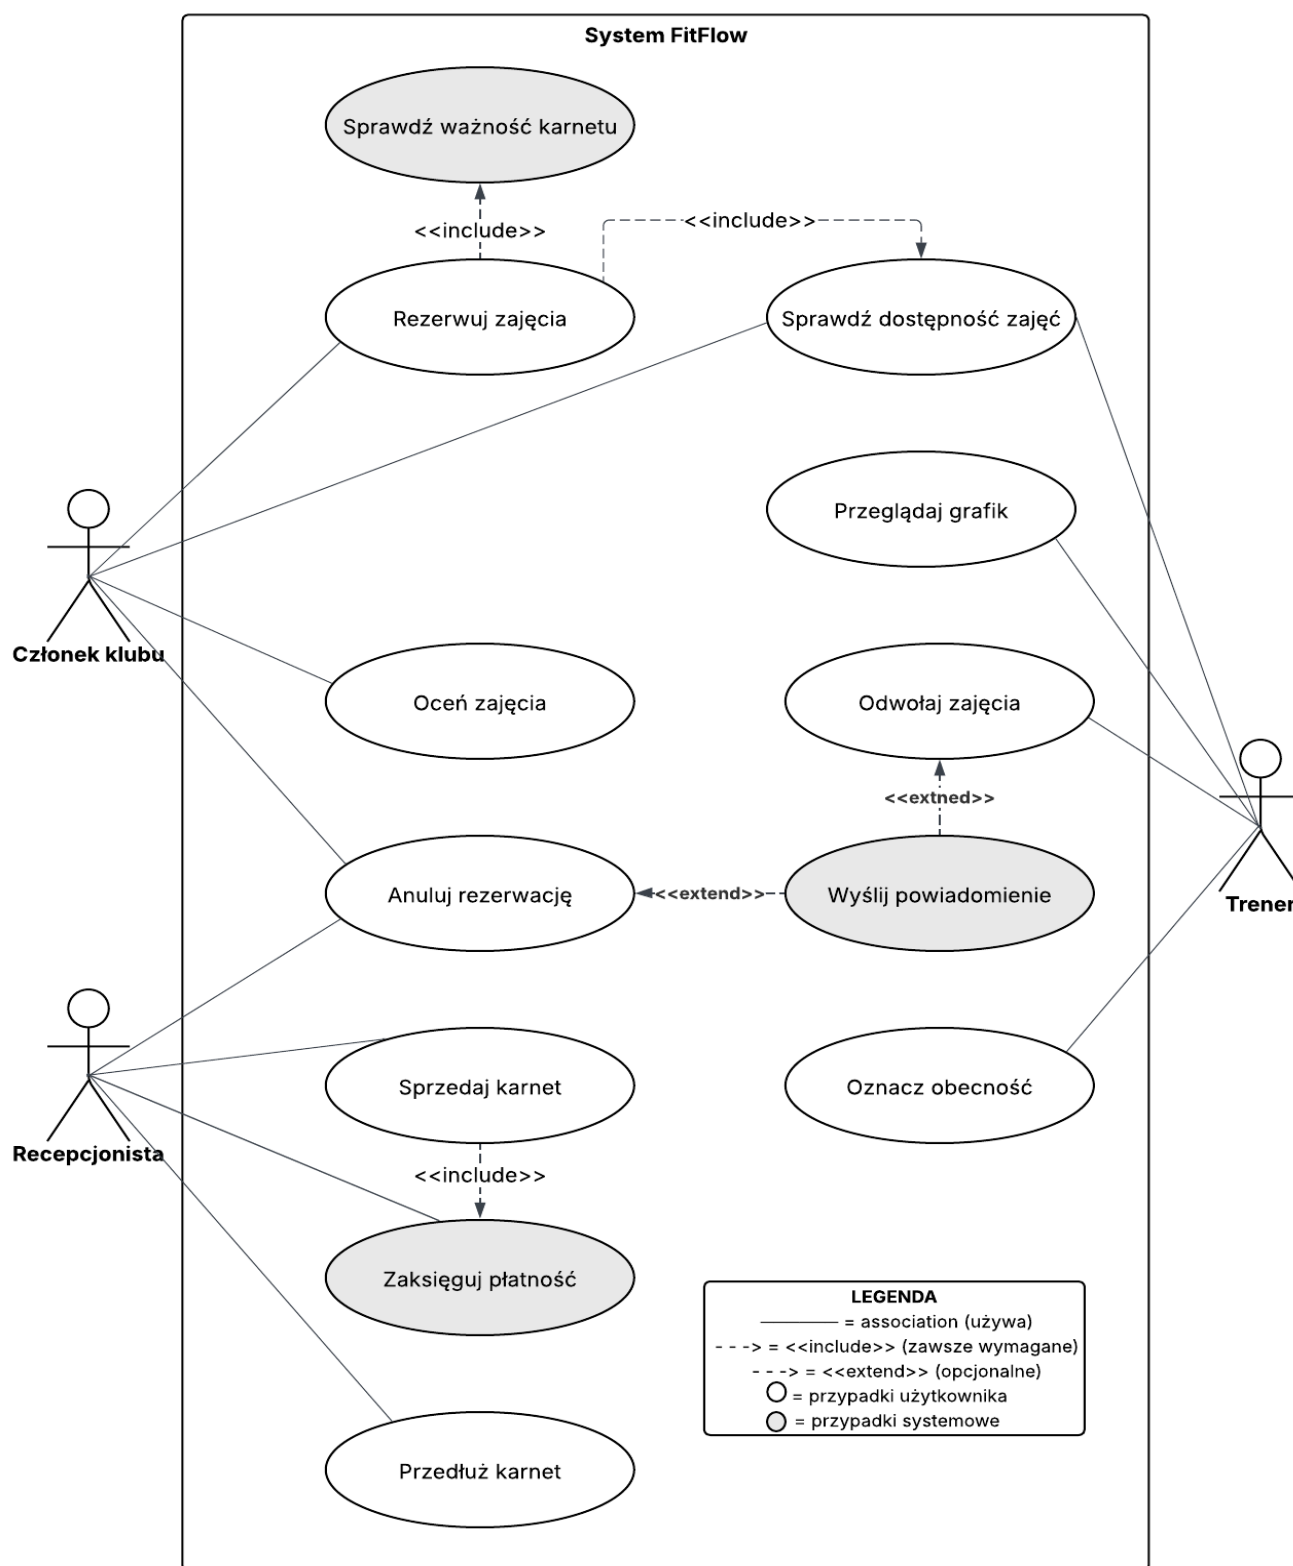 System FitFlow
Sprawdź ważność karnetu
<<include>>
<<include>>
Rezerwuj zajęcia
Sprawdź dostępność zajęć
Przeglądaj grafik
Członek klubu
Oceń zajęcia
Odwołaj zajęcia
<<extned>>
Anuluj rezerwację
<<extend>>
Wyślij powiadomienie
Trener
Sprzedaj karnet
Oznacz obecność
Recepcjonista
<<include>>
Zaksięguj płatność
LEGENDA
= association (używa)
- - -> = <<include>> (zawsze wymagane)
- - -> = <<extend>> (opcjonalne)
= przypadki użytkownika
= przypadki systemowe
Przedłuż karnet